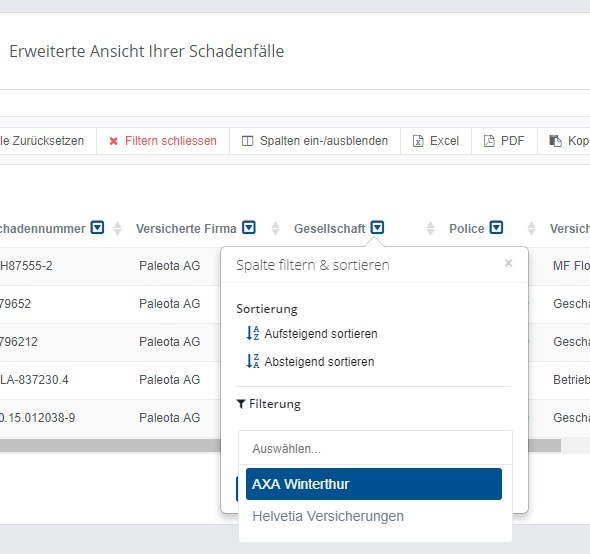 Erweiterte Ansicht Ihrer Schadenfälle
le Zurücksetzen Filtern schliessen Spalten ein-/ausblenden Excel PDF Kop
chadennummer Versicherte Firma Gesellschaft Police Versich
H87555-2 Paleota AG MF Flo
79652 Paleota AG Gescha
796212 Paleota AG Gescha
LA-837230.4 Paleota AG Betrieb
0.15.012038-9 Paleota AG Gescha
Spalte filtern & sortieren ×
Sortierung
Aufsteigend sortieren
Absteigend sortieren
Filterung
Auswählen...
AXA Winterthur
Helvetia Versicherungen